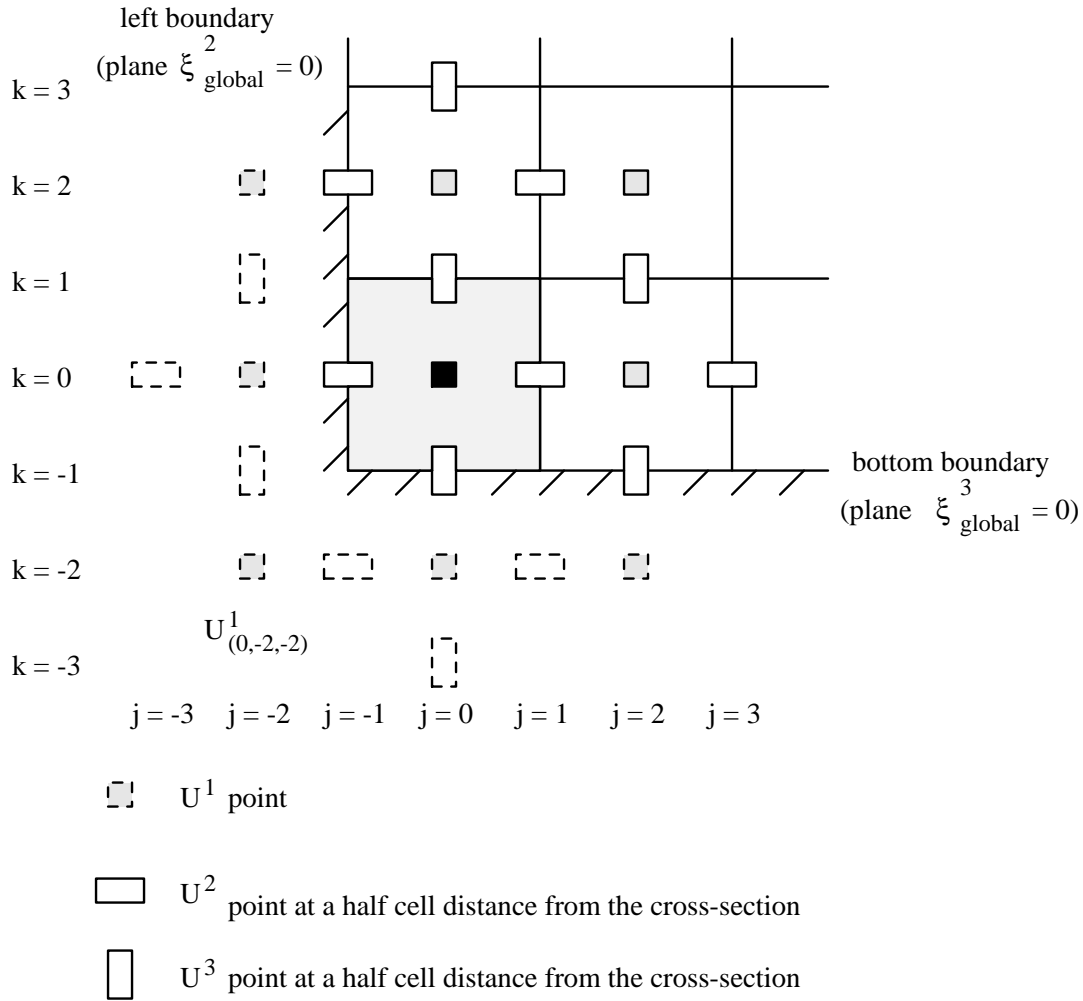 left boundary
(plane ξ²global = 0)
k = 3
k = 2
k = 1
k = 0
k = -1
bottom boundary
(plane ξ³global = 0)
k = -2
U¹(0,-2,-2)
k = -3
j = -3 j = -2 j = -1 j = 0 j = 1 j = 2 j = 3
U¹ point
U² point at a half cell distance from the cross-section
U³ point at a half cell distance from the cross-section